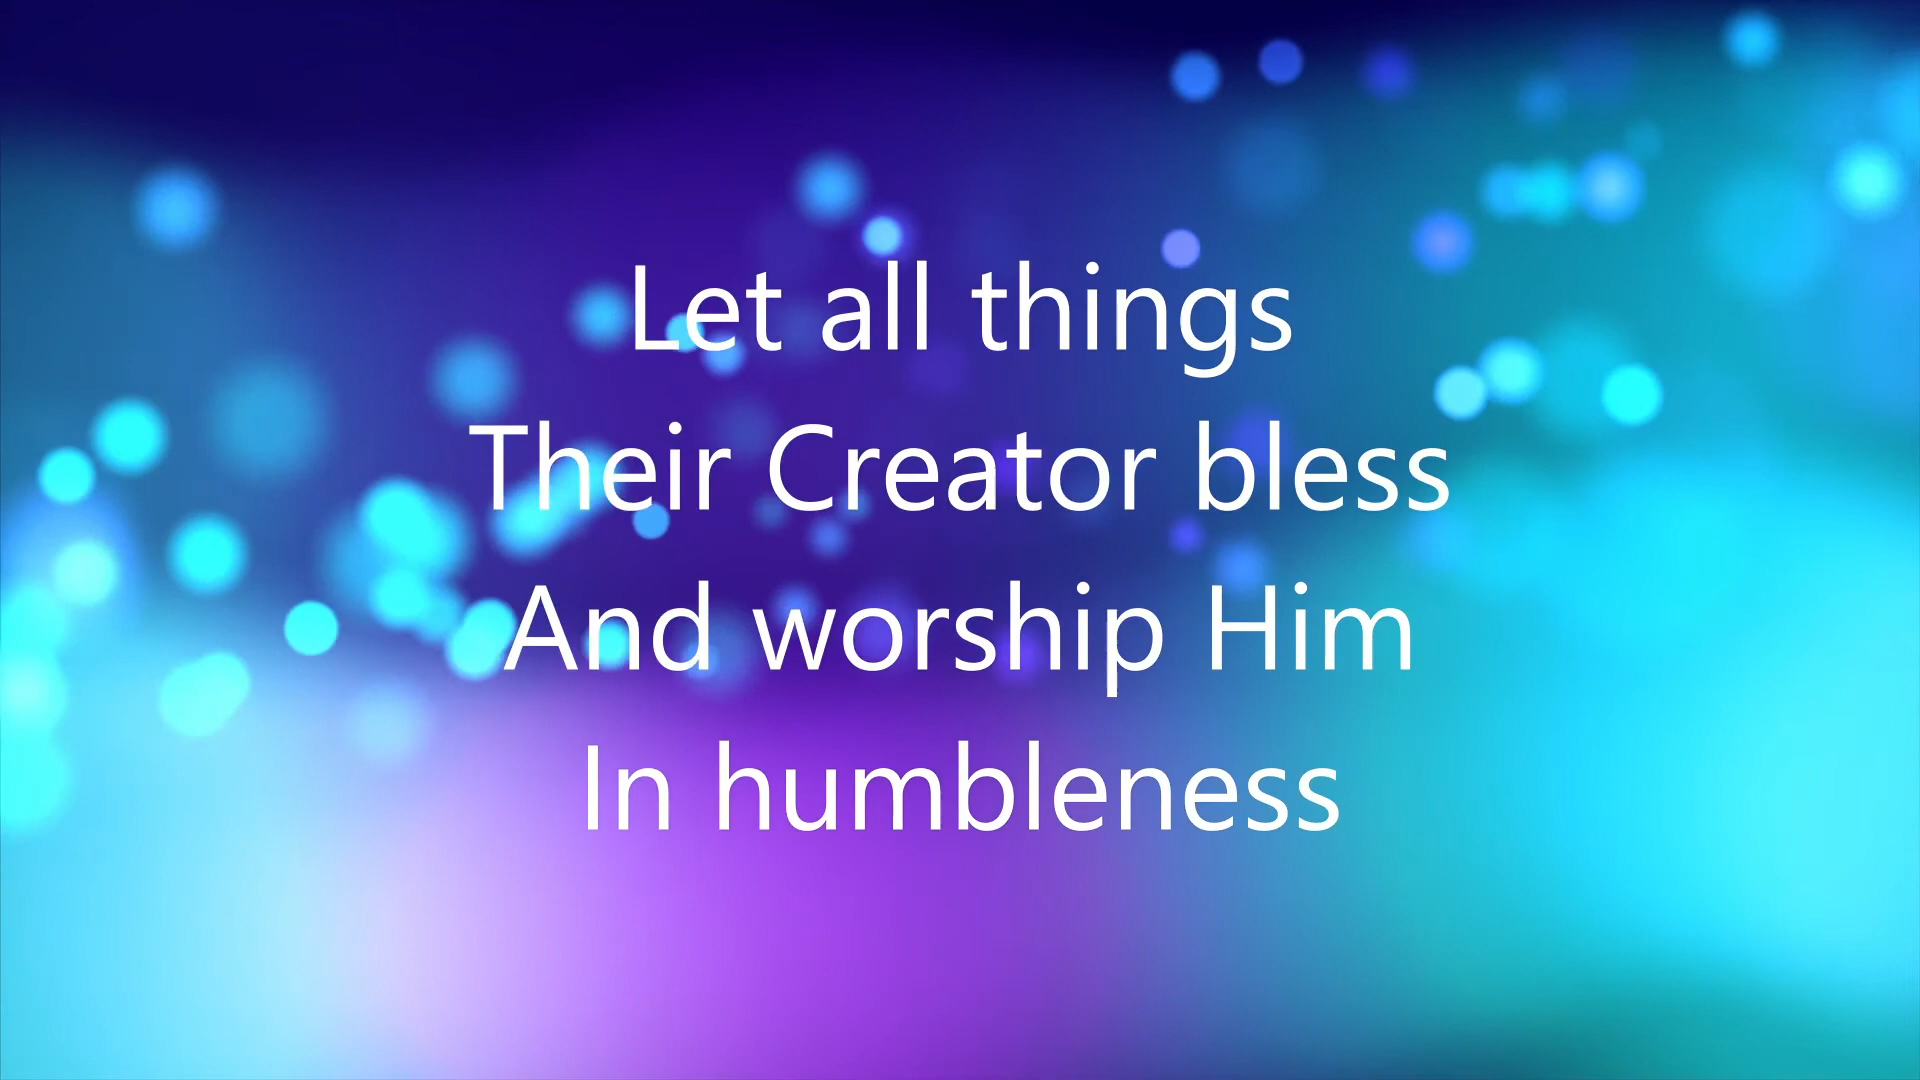 Let all things
Their Creator bless
And worship Him
In humbleness